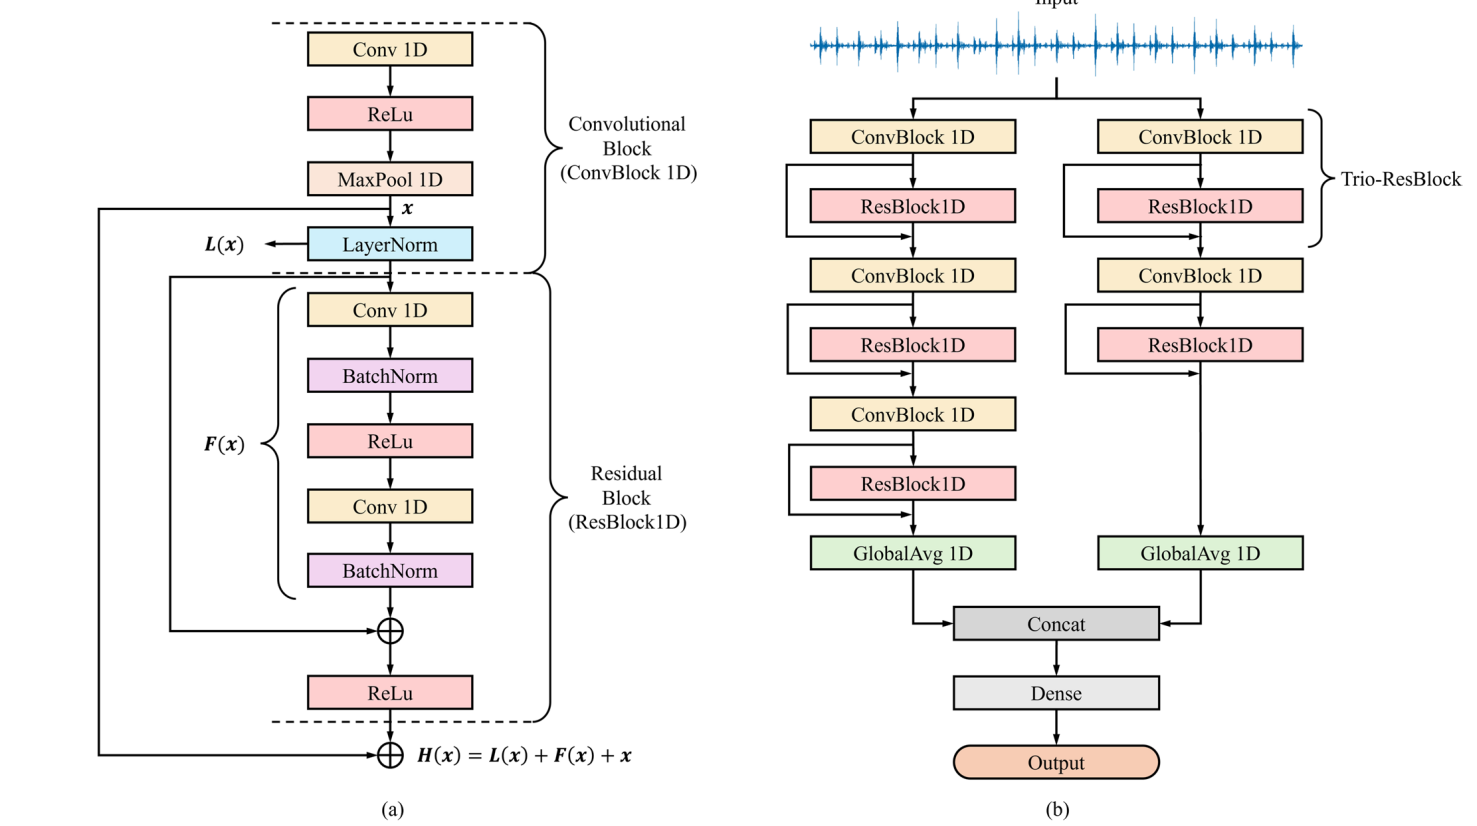 Conv 1D
ReLu
MaxPool 1D
x
L(x)
LayerNorm
Convolutional
Block
(ConvBlock 1D)
Conv 1D
BatchNorm
F(x)
ReLu
Conv 1D
BatchNorm
Residual
Block
(ResBlock1D)
ReLu
H(x) = L(x) + F(x) + x
(a)
Input
ConvBlock 1D
ResBlock1D
ConvBlock 1D
ResBlock1D
ConvBlock 1D
ResBlock1D
GlobalAvg 1D
ConvBlock 1D
ResBlock1D
Trio-ResBlock
ConvBlock 1D
ResBlock1D
GlobalAvg 1D
Concat
Dense
Output
(b)